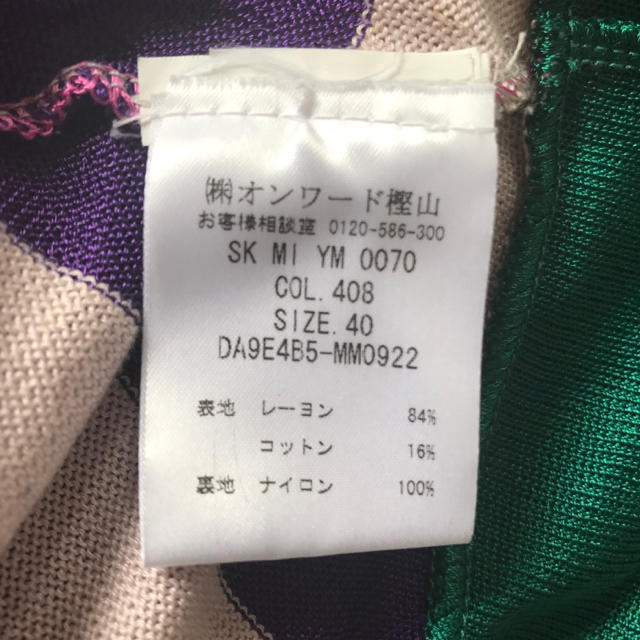 ㈱オンワード樫山
お客様相談室 0120-586-300
SK MI YM 0070
COL. 408
SIZE. 40
DA9E4B5-MM0922
表地 レーヨン 84%
コットン 16%
裏地 ナイロン 100%